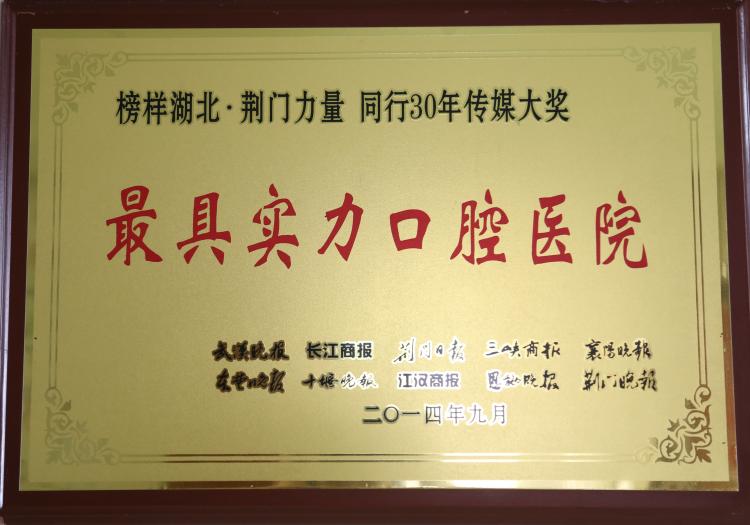 榜样湖北·荆门力量 同行30年传媒大奖
最具实力口腔医院
武汉晚报 长江商报 荆门日报 三峡商报 襄阳晚报
东楚晚报 十堰晚报 江汉商报 恩施晚报 荆门晚报
二〇一四年九月